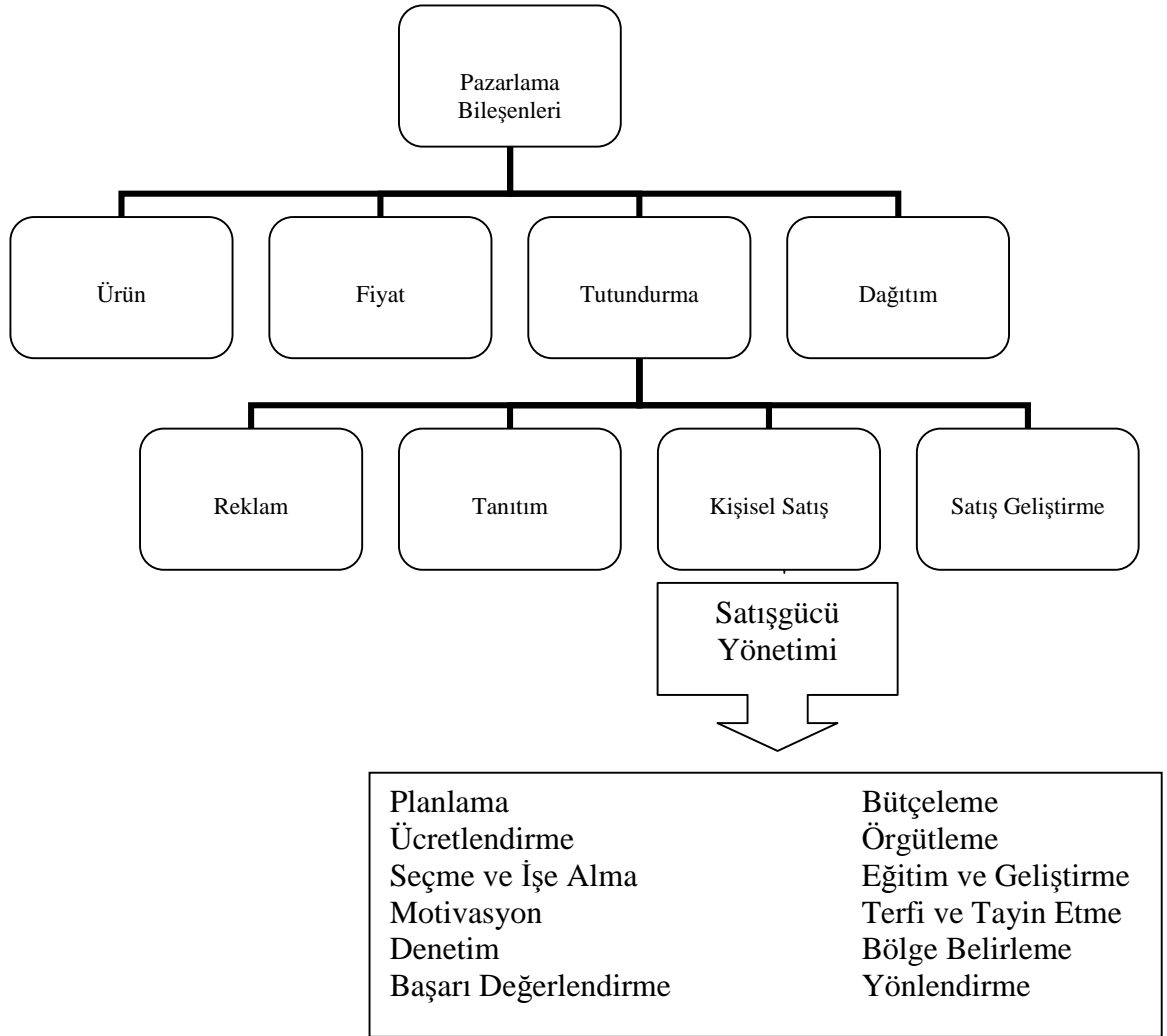 Pazarlama
Bileşenleri
Ürün
Fiyat
Tutundurma
Dağıtım
Reklam
Tanıtım
Kişisel Satış
Satış Geliştirme
Satışgücü
Yönetimi
Planlama
Ücretlendirme
Seçme ve İşe Alma
Motivasyon
Denetim
Başarı Değerlendirme
Bütçeleme
Örgütleme
Eğitim ve Geliştirme
Terfi ve Tayin Etme
Bölge Belirleme
Yönlendirme